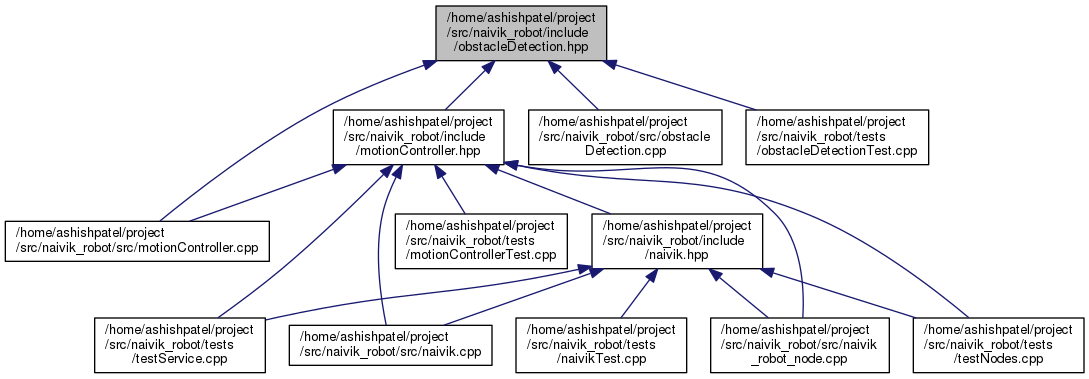 /home/ashishpatel/project
/src/naivik_robot/include
/obstacleDetection.hpp
/home/ashishpatel/project
/src/naivik_robot/include
/motionController.hpp
/home/ashishpatel/project
/src/naivik_robot/src/obstacle
Detection.cpp
/home/ashishpatel/project
/src/naivik_robot/tests
/obstacleDetectionTest.cpp
/home/ashishpatel/project
/src/naivik_robot/src/motionController.cpp
/home/ashishpatel/project
/src/naivik_robot/tests
/motionControllerTest.cpp
/home/ashishpatel/project
/src/naivik_robot/include
/naivik.hpp
/home/ashishpatel/project
/src/naivik_robot/tests
/testService.cpp
/home/ashishpatel/project
/src/naivik_robot/src/naivik.cpp
/home/ashishpatel/project
/src/naivik_robot/tests
/naivikTest.cpp
/home/ashishpatel/project
/src/naivik_robot/src/naivik
_robot_node.cpp
/home/ashishpatel/project
/src/naivik_robot/tests
/testNodes.cpp